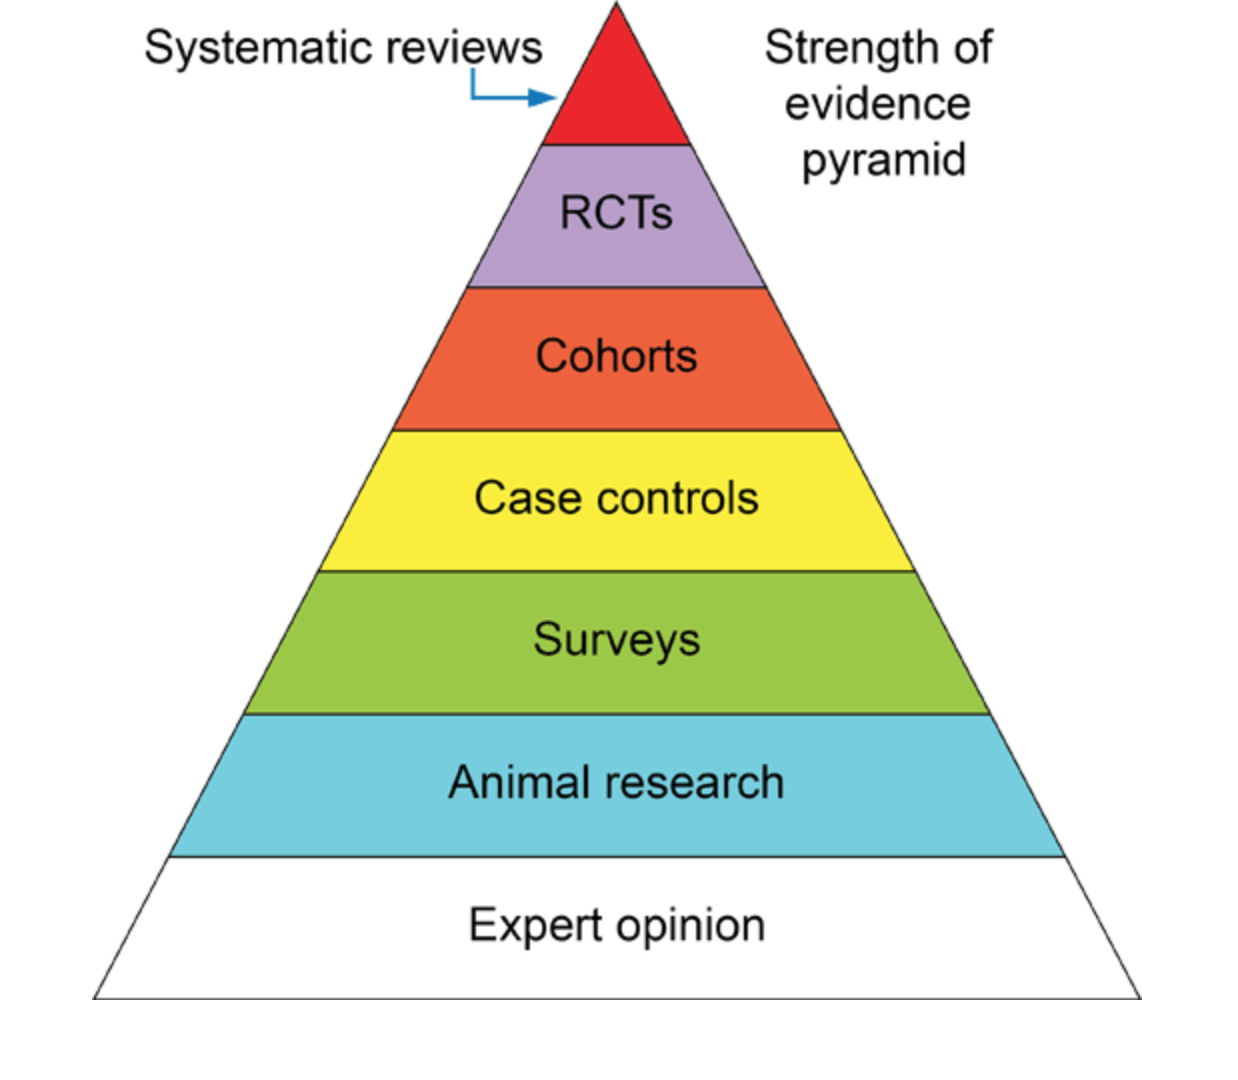 Systematic reviews
Strength of
evidence
pyramid
RCTs
Cohorts
Case controls
Surveys
Animal research
Expert opinion